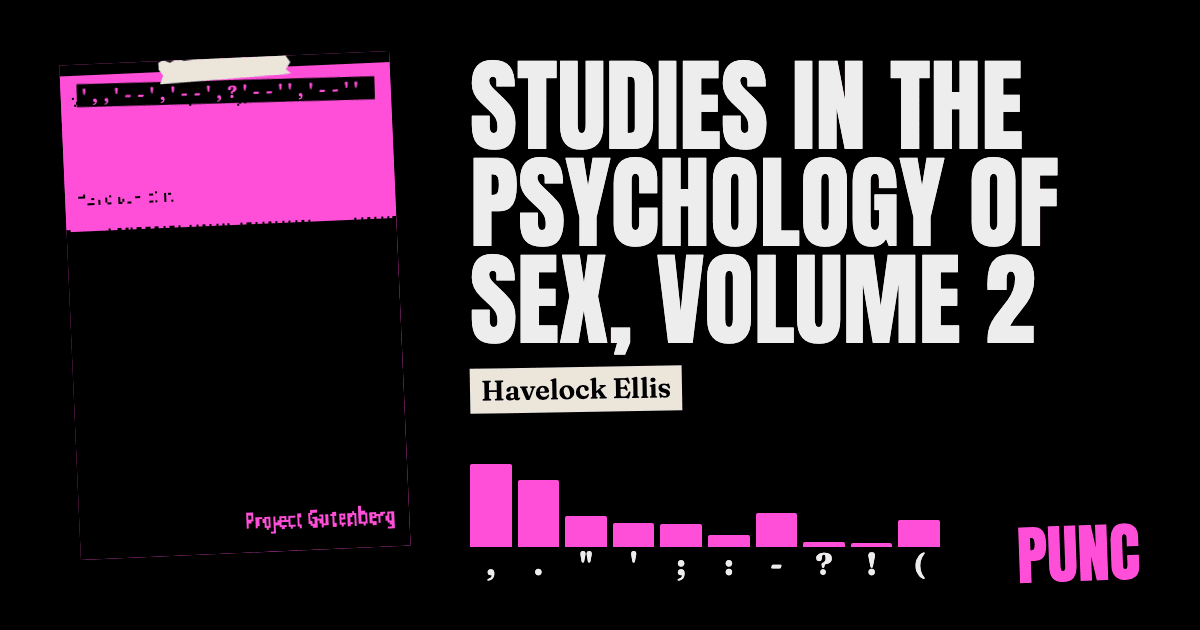 ',,'--','--',?'--'','--''
Project Gutenberg
STUDIES IN THE
PSYCHOLOGY OF
SEX, VOLUME 2
Havelock Ellis
, . " ' ; : - ? ! (
PUNC